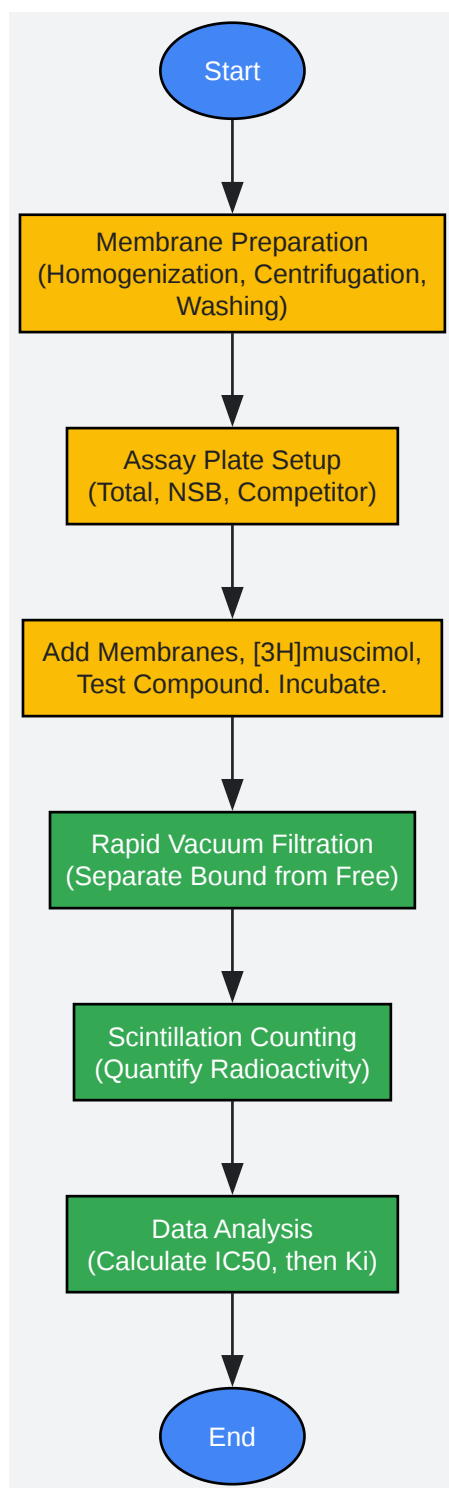 Start
Membrane Preparation
(Homogenization, Centrifugation,
Washing)
Assay Plate Setup
(Total, NSB, Competitor)
Add Membranes, [3H]muscimol,
Test Compound. Incubate.
Rapid Vacuum Filtration
(Separate Bound from Free)
Scintillation Counting
(Quantify Radioactivity)
Data Analysis
(Calculate IC50, then Ki)
End